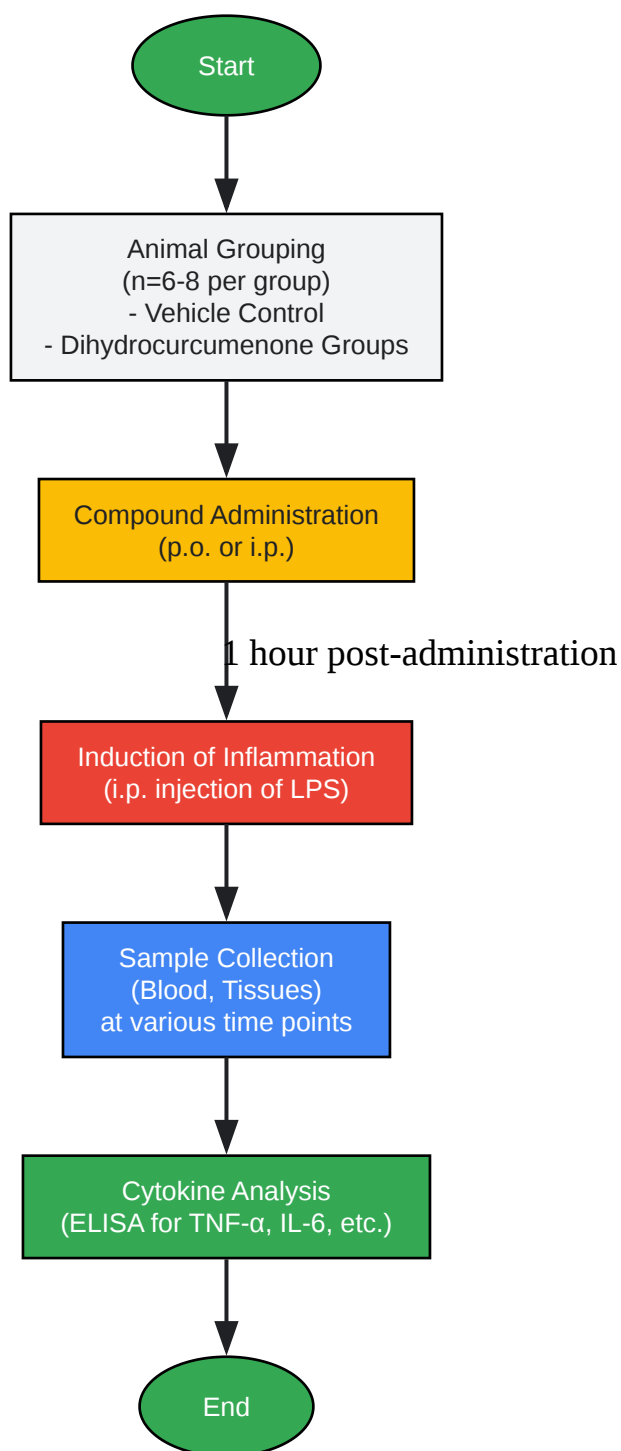 Start
Animal Grouping
(n=6-8 per group)
- Vehicle Control
- Dihydrocurcumenone Groups
Compound Administration
(p.o. or i.p.)
1 hour post-administration
Induction of Inflammation
(i.p. injection of LPS)
Sample Collection
(Blood, Tissues)
at various time points
Cytokine Analysis
(ELISA for TNF-α, IL-6, etc.)
End